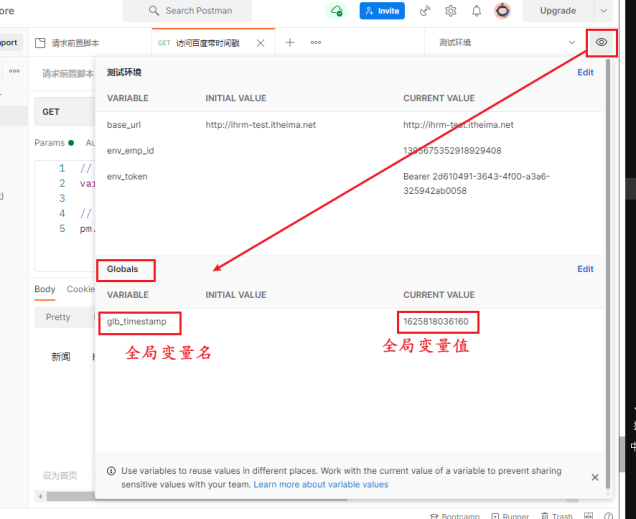 ore
Search Postman
Invite
Upgrade
port
请求前置脚本
GET 访问百度带时间戳
测试环境
请求前置脚本
测试环境
Edit
VARIABLE INITIAL VALUE CURRENT VALUE
GET
base_url http://ihrm-test.itheima.net http://ihrm-test.itheima.net
Params Au
env_emp_id 1395675352918929408
1 //
env_token Bearer 2d610491-3643-4f00-a3a6-325942ab0058
2 var
3
4 //
5 pm.
Globals
Edit
Body Cookie
VARIABLE INITIAL VALUE CURRENT VALUE
Pretty
glb_timestamp 1625818036160
全局变量名 全局变量值
新闻
设为首页
Use variables to reuse values in different places. Work with the current value of a variable to prevent sharing
sensitive values with your team. Learn more about variable values
Bootcamp Runner Trash